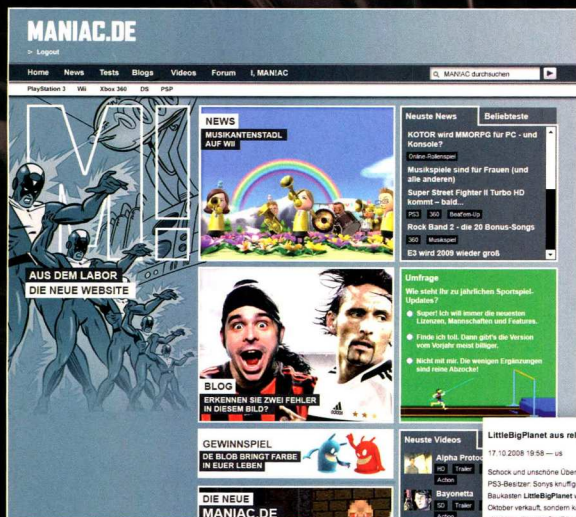 MANIAC.DE
> Logout
Home News Tests Blogs Videos Forum I, MAN!AC
MAN!AC durchsuchen
PlayStation 3 Wii Xbox 360 DS PSP
M!
AUS DEM LABOR
DIE NEUE WEBSITE
NEWS
MUSIKANTENSTADL
AUF WII
BLOG
ERKENNEN SIE ZWEI FEHLER
IN DIESEM BILD?
GEWINNSPIEL
DE BLOB BRINGT FARBE
IN EUER LEBEN
DIE NEUE
MANIAC.DE
Neuste News Beliebteste
KOTOR wird MMORPG für PC - und
Konsole?
Online-Rollenspiel
Musikspiele sind für Frauen (und
alle anderen)
Super Street Fighter II Turbo HD
kommt – bald...
PS3 360 Beat'em-Up
Rock Band 2 - die 20 Bonus-Songs
360 Musikspiel
E3 wird 2009 wieder groß
Umfrage
Wie steht Ihr zu jährlichen Sportspiel-
Updates?
Super! Ich will immer die neuesten
Lizenzen, Mannschaften und Features.
Finde ich toll. Dann gibt's die Version
vom Vorjahr meist billiger.
Nicht mit mir. Die wenigen Ergänzungen
sind reine Abzocke!
Neuste Videos
Alpha Protoc
HD Trailer
Action
Bayonetta
SD Trailer
Action
LittleBigPlanet aus rel
17.10.2008 19:58 — us
Schock und unschöne Über
PS3-Besitzer: Sonys knuffig
Baukasten LittleBigPlanet w
Oktober verkauft, sondern k